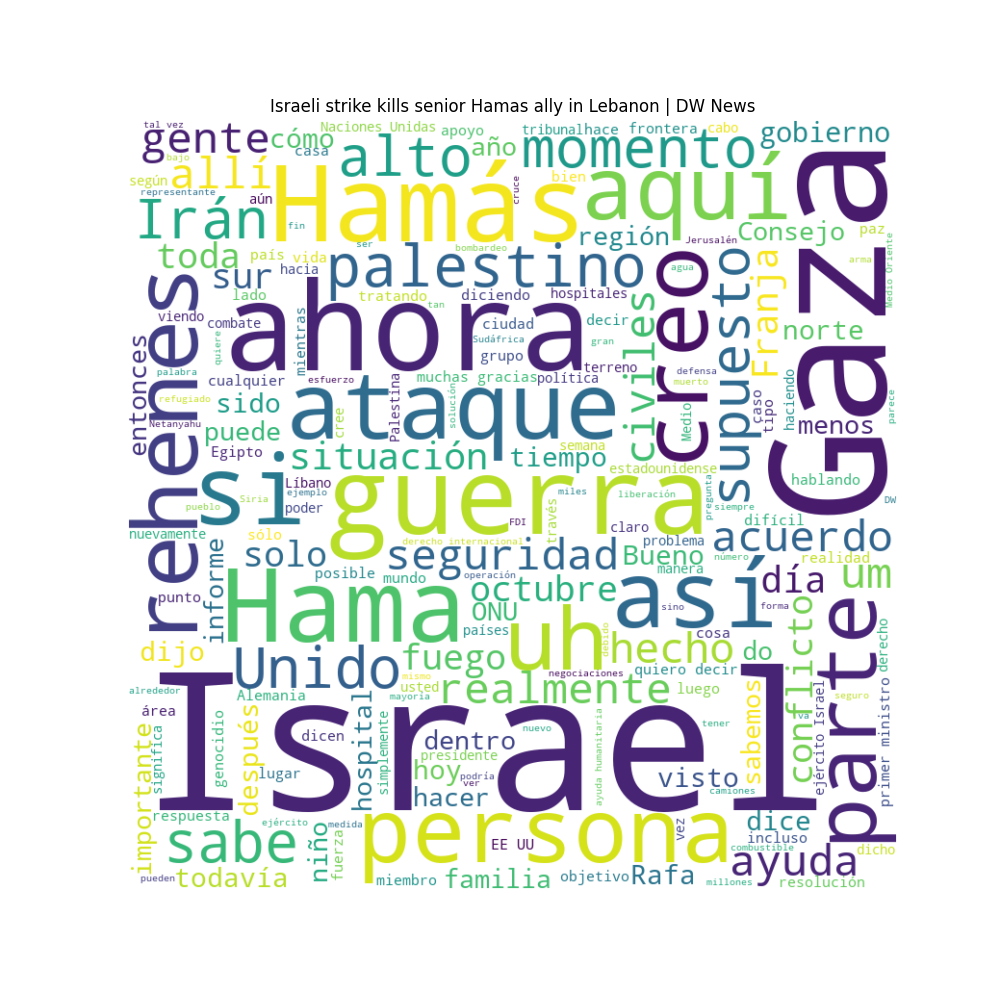 Israeli strike kills senior Hamas ally in Lebanon | DW News
tal vez
gente
cómo
Naciones Unidas
apoyo
año
tribunal
hace
frontera
cabo
gobierno
casa
alto
momento
bajo
según
allí
representante
aún
Hamás
cruce
bien
aquí
Gaza
Irán
fin
región
Jerusalén
Consejo
paz
toda
país
vida
ser
bombardeo
palestino
creo
agua
supuesto
Franja
arma
Medio Oriente
sur
hacia
rehenes
lado
tratando
tan
diciendo
hospitales
viendo
combate
ahora
mientras
quiere
ciudad
Sudáfrica
decir
gran
civiles
norte
entonces
grupo
terreno
palabra
cualquier
esfuerzo
Palestina
muchas gracias
política
defensa
muerto
caso
tipo
haciendo
parece
refugiado
sido
cree
ataque
solución
Medio
menos
Netanyahu
puede
Egipto
situación
tiempo
semana
estadounidense
hablando
si
Líbano
ejemplo
Siria
pueblo
poder
guerra
miles
liberación
pregunta
siempre
DW
nuevamente
sólo
FDI
través
claro
difícil
informe
solo
derecho internacional
seguridad
problema
Bueno
acuerdo
realidad
manera
número
posible
mundo
operación
octubre
así
día
um
punto
Hama
ONU
sino
forma
países
uh
debido
hecho
cosa
do
conflicto
parte
derecho
dijo
Unido
fuego
negociaciones
quiero decir
mismo
usted
mayoría
realmente
luego
alrededor
Alemania
sabemos
va
seguro
ejército Israel
primer ministro
área
genocidio
después
hospital
Israel
dicen
dentro
nuevo
tener
importante
significa
lugar
simplemente
presidente
hoy
podría
ver
ayuda humanitaria
visto
camiones
hacer
respuesta
ejército
medida
persona
vez
dice
incluso
sabe
niño
fuerza
EE UU
combustible
dicho
ayuda
pueden
todavía
miembro
familia
objetivo
Rafa
millones
resolución